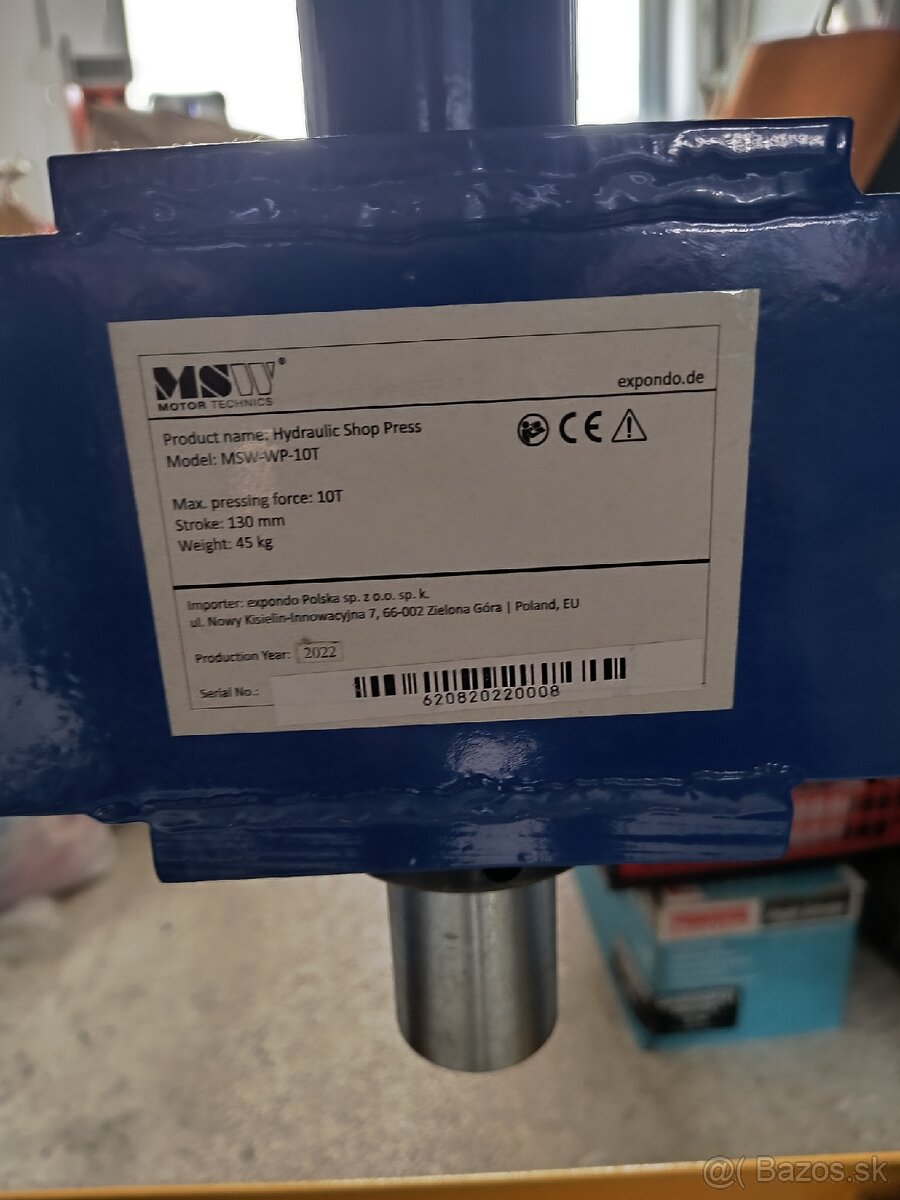 MSW®
MOTOR TECHNICS
expondo.de
Product name: Hydraulic Shop Press
Model: MSW-WP-10T
CE
Max. pressing force: 10T
Stroke: 130 mm
Weight: 45 kg
Importer: expondo Polska sp. z o.o. sp. k.
ul. Nowy Kisielin-Innowacyjna 7, 66-002 Zielona Góra | Poland, EU
Production Year: 2022
Serial No.:
620820220008
@( Bazos.sk